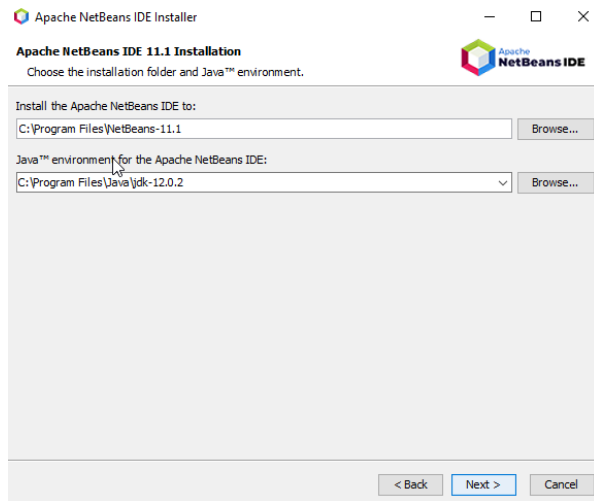 Apache NetBeans IDE Installer
Apache NetBeans IDE 11.1 Installation
Choose the installation folder and Java™ environment.
Apache
NetBeans IDE
Install the Apache NetBeans IDE to:
C:\Program Files\NetBeans-11.1
Browse...
Java™ environment for the Apache NetBeans IDE:
C:\Program Files\Java\jdk-12.0.2
Browse...
< Back
Next >
Cancel